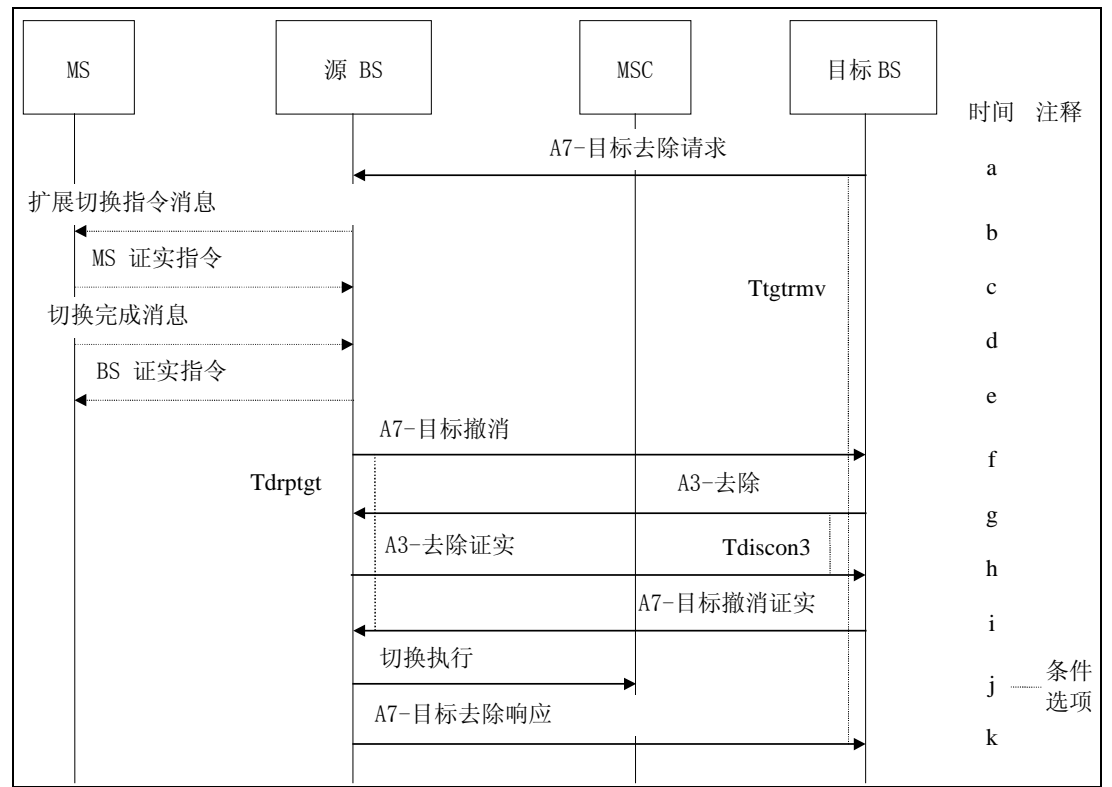 MS
源 BS
MSC
目标 BS
时间 注释
A7-目标去除请求
a
扩展切换指令消息
b
MS 证实指令
Ttgtrmv
c
切换完成消息
d
BS 证实指令
e
A7-目标撤消
f
Tdrptgt
A3-去除
g
A3-去除证实
Tdiscon3
h
A7-目标撤消证实
i
切换执行
j
条件
选项
A7-目标去除响应
k